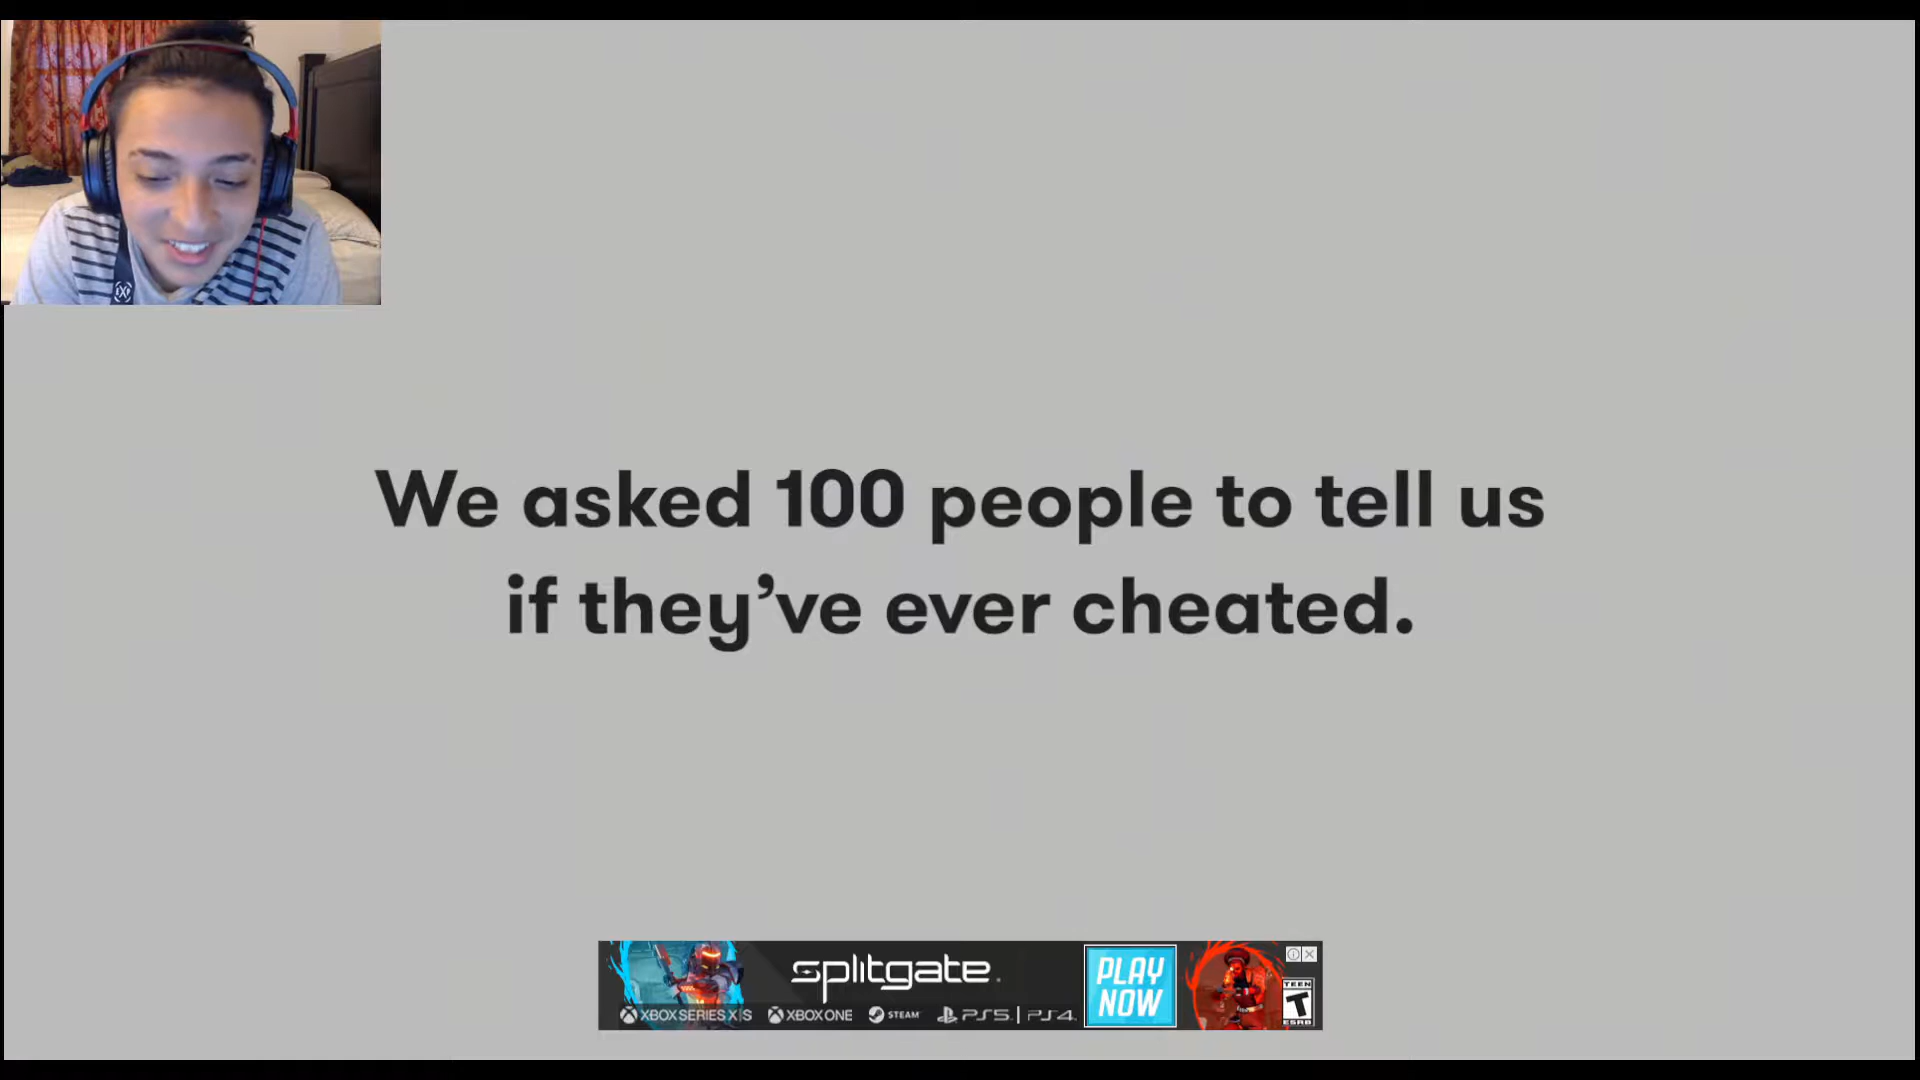 We asked 100 people to tell us
if they’ve ever cheated.
splitgate.
PLAY
NOW
XBOX SERIES X|S XBOX ONE STEAM PS5 | PS4
TEEN
T
ESRB